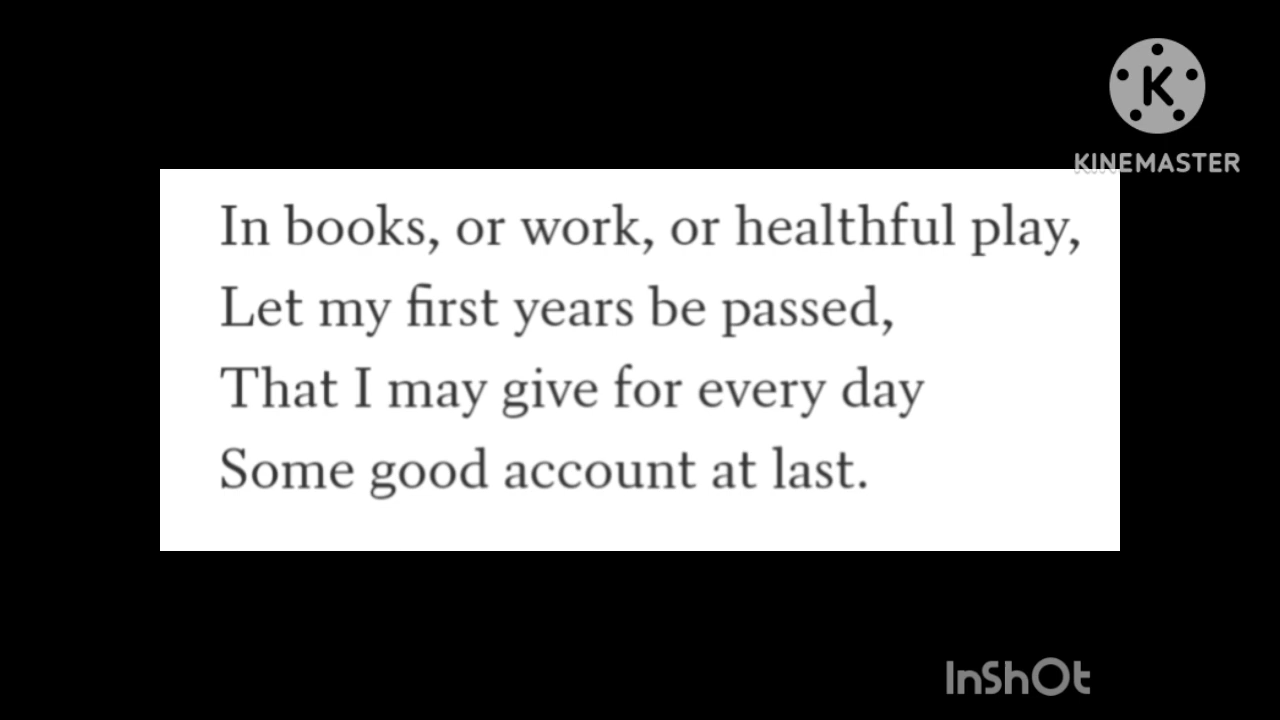 KINEMASTER
In books, or work, or healthful play,
Let my first years be passed,
That I may give for every day
Some good account at last.
InShOt